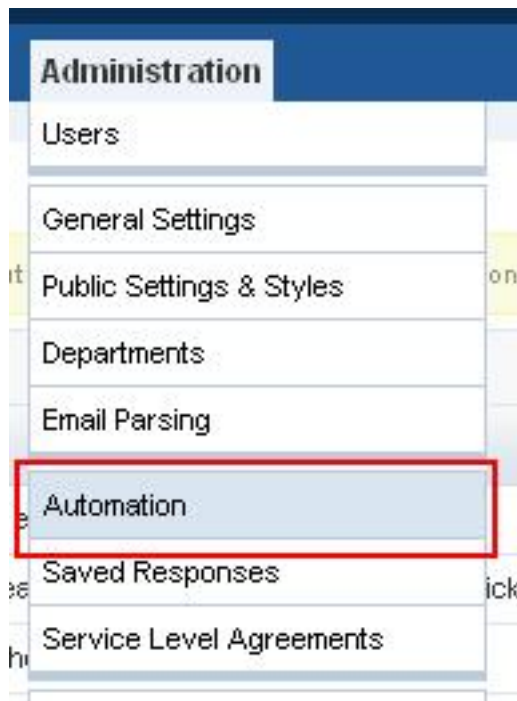 Administration
Users
General Settings
Public Settings & Styles
Departments
Email Parsing
Automation
Saved Responses
Service Level Agreements